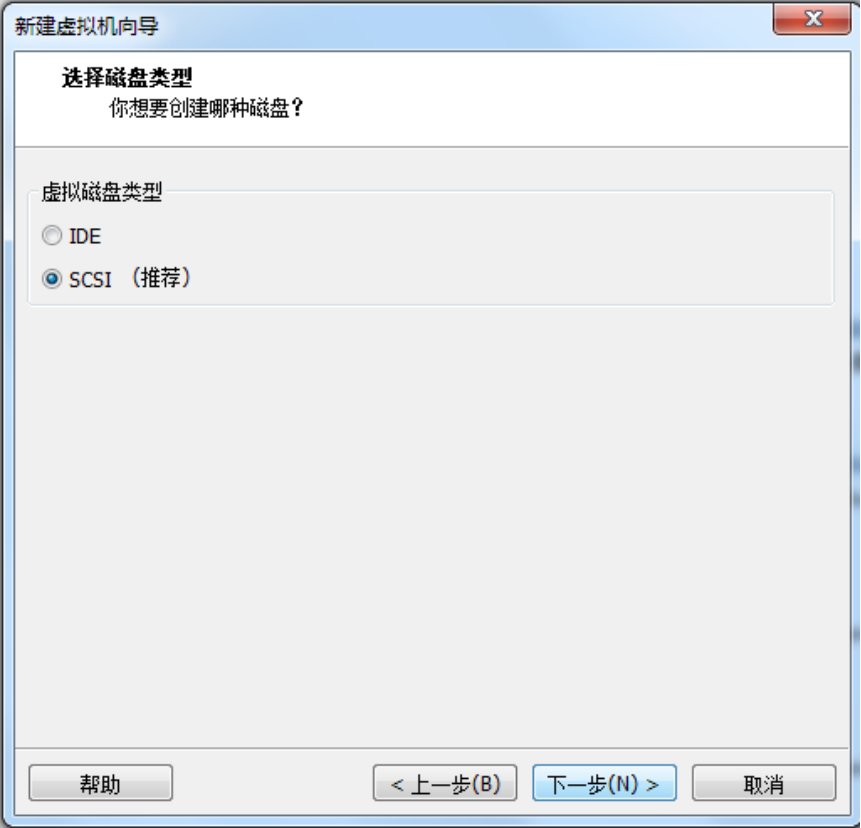 新建虚拟机向导
选择磁盘类型
你想要创建哪种磁盘?
虚拟磁盘类型
IDE
SCSI （推荐）
帮助
< 上一步(B)
下一步(N) >
取消